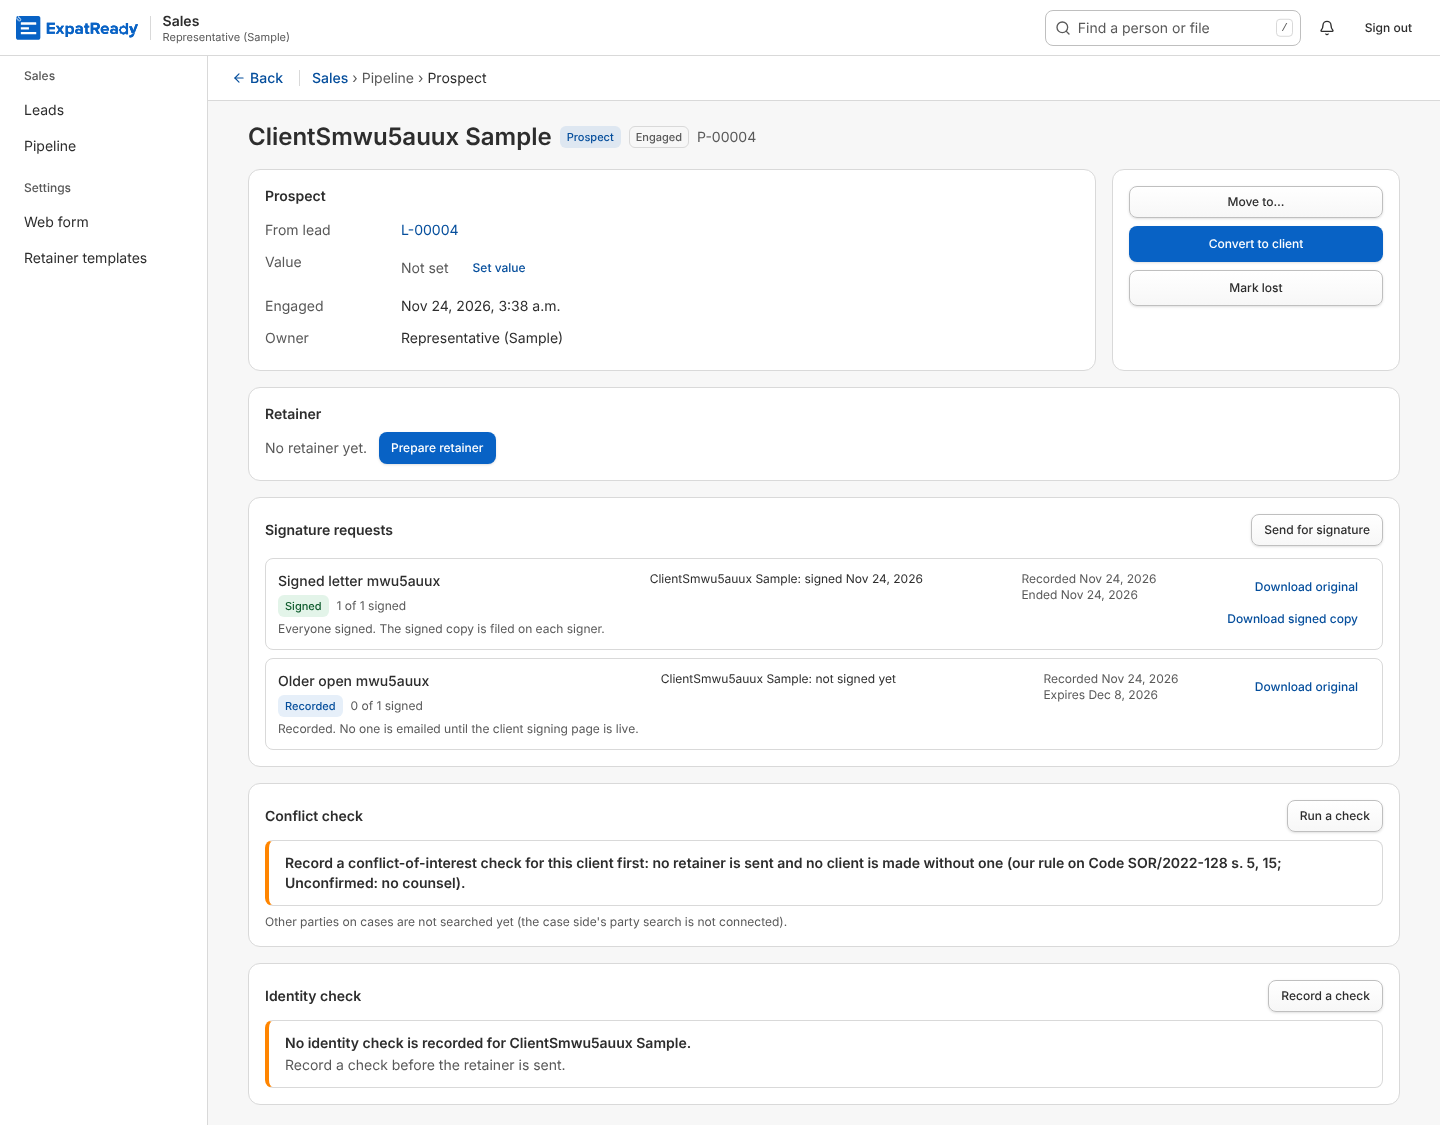 ExpatReady
Sales
Representative (Sample)
Find a person or file
/
Sign out
Sales
Leads
Pipeline
Settings
Web form
Retainer templates
Back
Sales › Pipeline › Prospect
ClientSmwu5auux Sample
Prospect
Engaged
P-00004
Prospect
From lead
L-00004
Value
Not set
Set value
Engaged
Nov 24, 2026, 3:38 a.m.
Owner
Representative (Sample)
Move to...
Convert to client
Mark lost
Retainer
No retainer yet.
Prepare retainer
Signature requests
Send for signature
Signed letter mwu5auux
Signed
1 of 1 signed
Everyone signed. The signed copy is filed on each signer.
ClientSmwu5auux Sample: signed Nov 24, 2026
Recorded Nov 24, 2026
Ended Nov 24, 2026
Download original
Download signed copy
Older open mwu5auux
Recorded
0 of 1 signed
Recorded. No one is emailed until the client signing page is live.
ClientSmwu5auux Sample: not signed yet
Recorded Nov 24, 2026
Expires Dec 8, 2026
Download original
Conflict check
Run a check
Record a conflict-of-interest check for this client first: no retainer is sent and no client is made without one (our rule on Code SOR/2022-128 s. 5, 15;
Unconfirmed: no counsel).
Other parties on cases are not searched yet (the case side's party search is not connected).
Identity check
Record a check
No identity check is recorded for ClientSmwu5auux Sample.
Record a check before the retainer is sent.